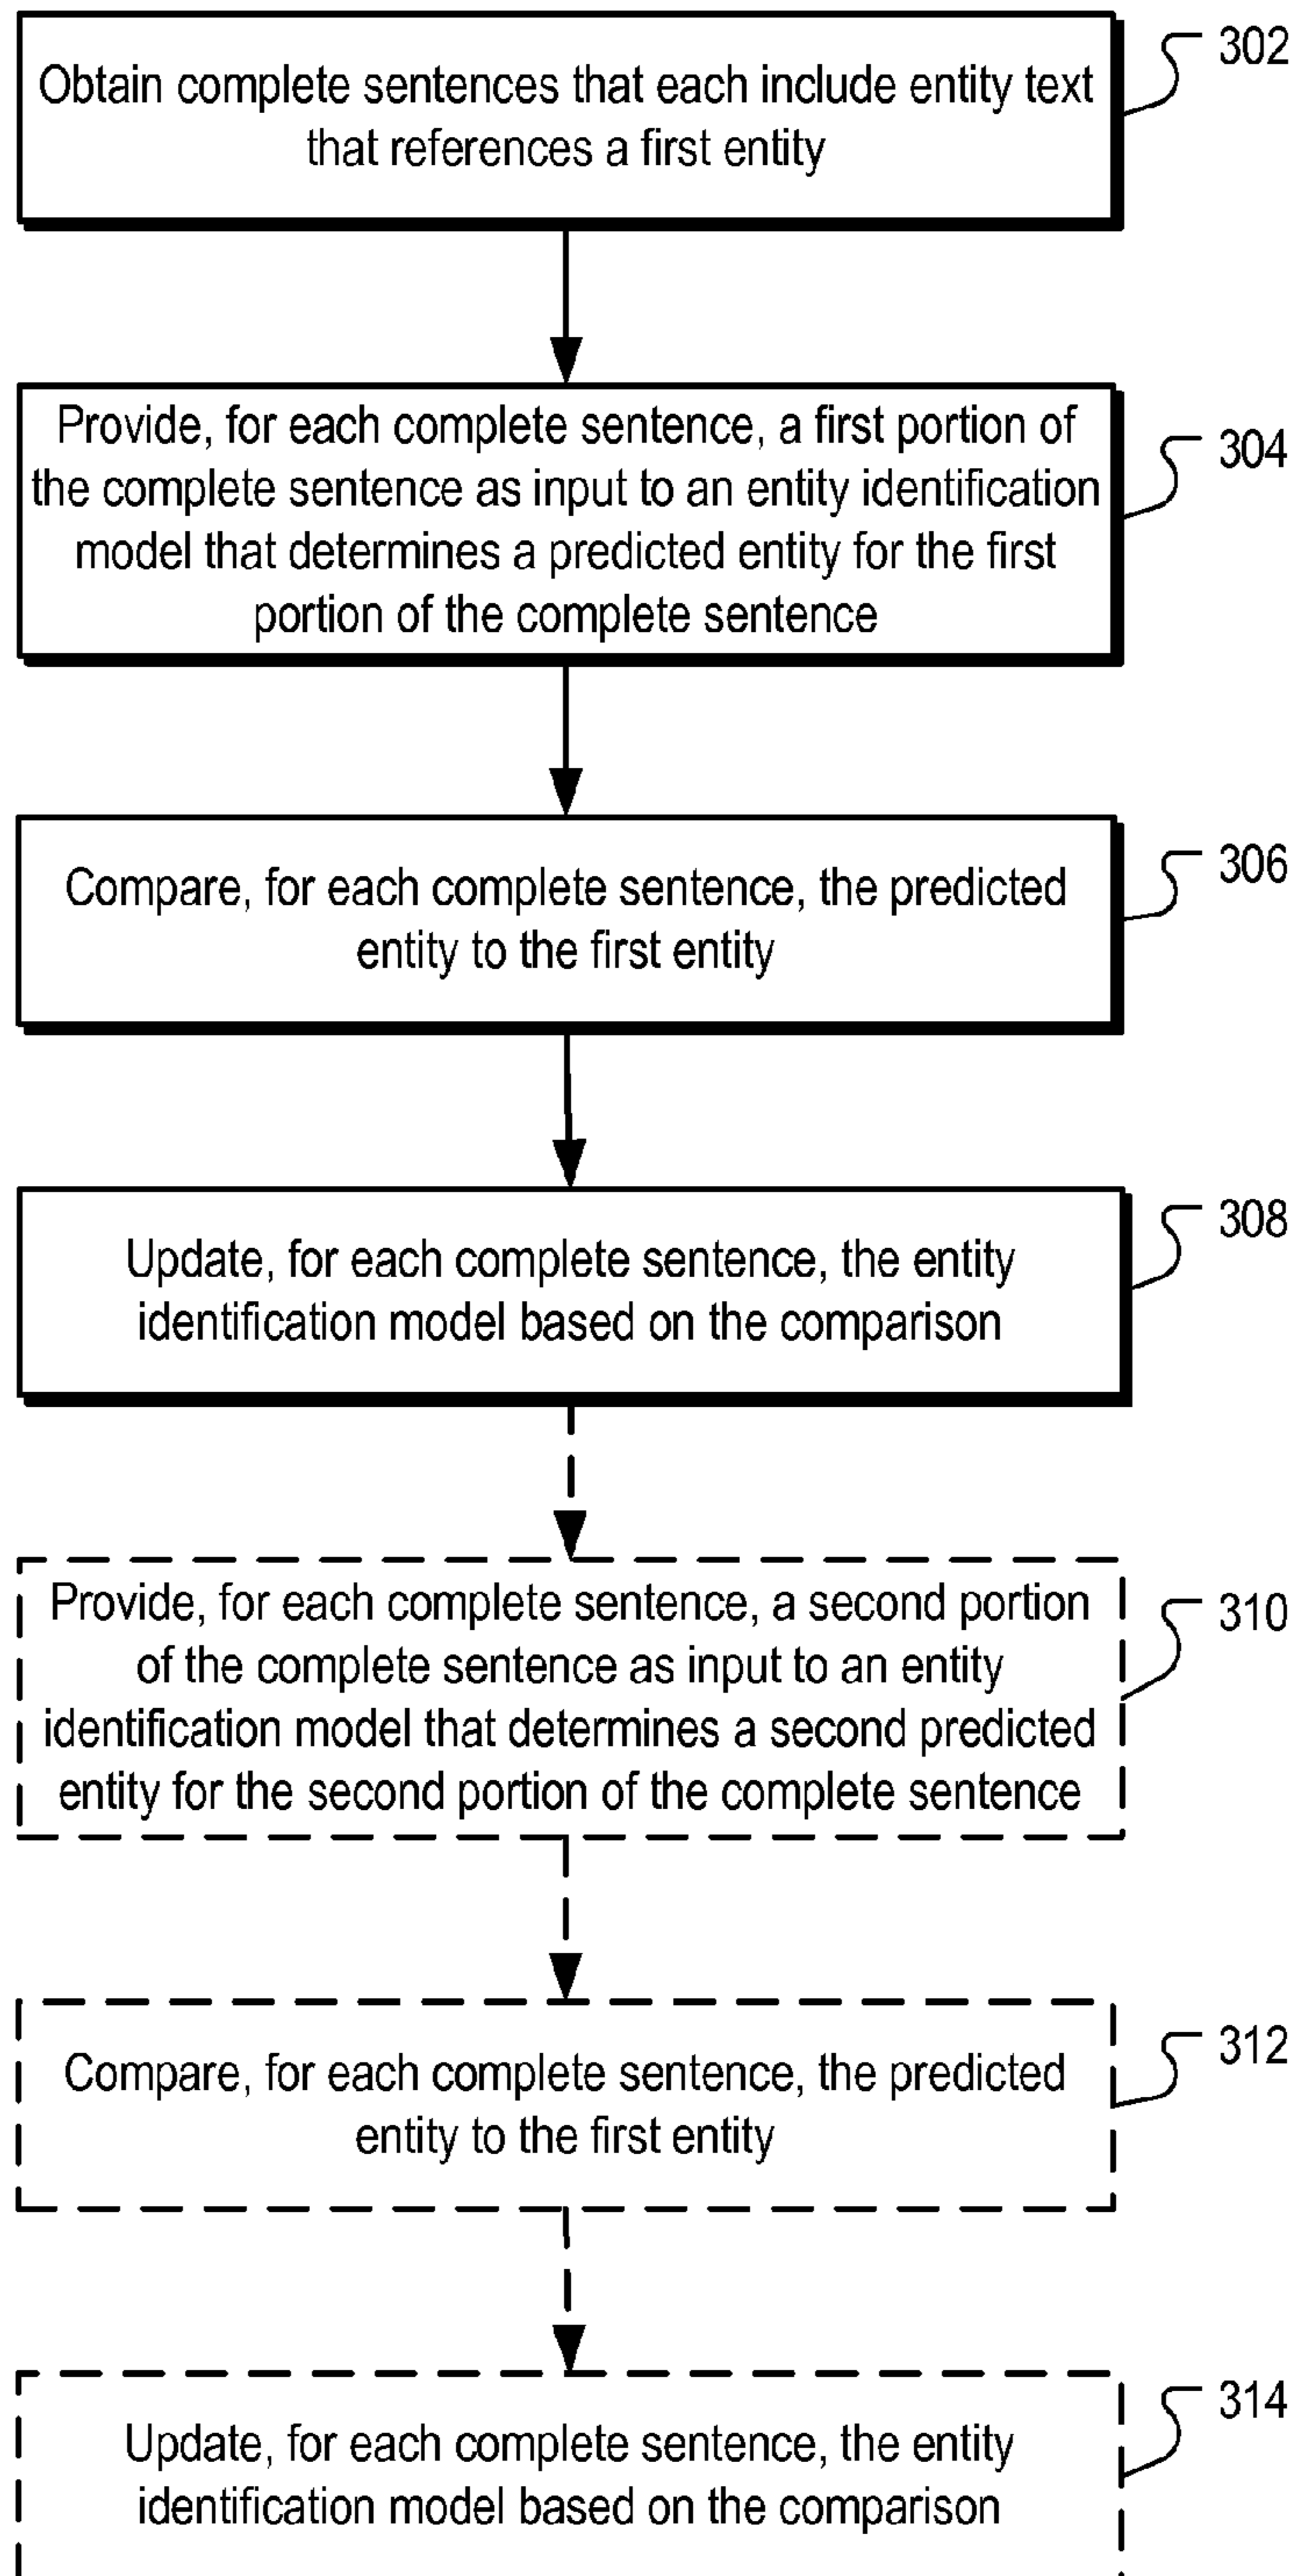 302
Obtain complete sentences that each include entity text
that references a first entity
304
Provide, for each complete sentence, a first portion of
the complete sentence as input to an entity identification
model that determines a predicted entity for the first
portion of the complete sentence
306
Compare, for each complete sentence, the predicted
entity to the first entity
308
Update, for each complete sentence, the entity
identification model based on the comparison
310
Provide, for each complete sentence, a second portion
of the complete sentence as input to an entity
identification model that determines a second predicted
entity for the second portion of the complete sentence
312
Compare, for each complete sentence, the predicted
entity to the first entity
314
Update, for each complete sentence, the entity
identification model based on the comparison